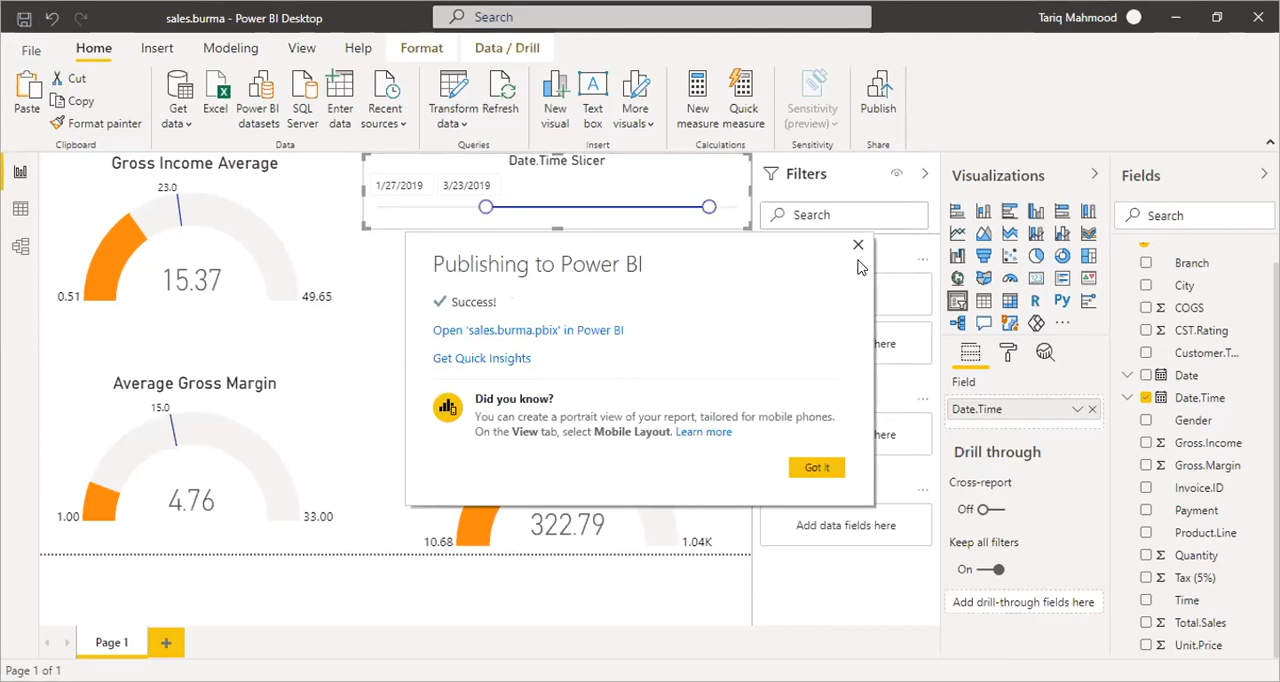 sales.burma - Power BI Desktop
Search
Tariq Mahmood
File
Home
Insert
Modeling
View
Help
Format
Data / Drill
Paste
Cut
Copy
Format painter
Clipboard
Get data
Excel
Power BI datasets
SQL Server
Enter data
Recent sources
Data
Transform data
Refresh
Queries
New visual
Text box
More visuals
Insert
New measure
Quick measure
Calculations
Sensitivity (preview)
Sensitivity
Publish
Share
Gross Income Average
23.0
15.37
0.51
49.65
Date.Time Slicer
1/27/2019
3/23/2019
Average Gross Margin
15.0
4.76
1.00
33.00
322.79
10.68
1.04K
Publishing to Power BI
Success!
Open 'sales.burma.pbix' in Power BI
Get Quick Insights
Did you know?
You can create a portrait view of your report, tailored for mobile phones.
On the View tab, select Mobile Layout. Learn more
Got it
Filters
Search
here
here
Add data fields here
Visualizations
R
Py
Field
Date.Time
Drill through
Cross-report
Off
Keep all filters
On
Add drill-through fields here
Fields
Search
Branch
City
Σ COGS
Σ CST.Rating
Customer.T...
Date
Date.Time
Gender
Σ Gross.Income
Σ Gross.Margin
Invoice.ID
Payment
Product.Line
Σ Quantity
Σ Tax (5%)
Time
Σ Total.Sales
Σ Unit.Price
Page 1
Page 1 of 1